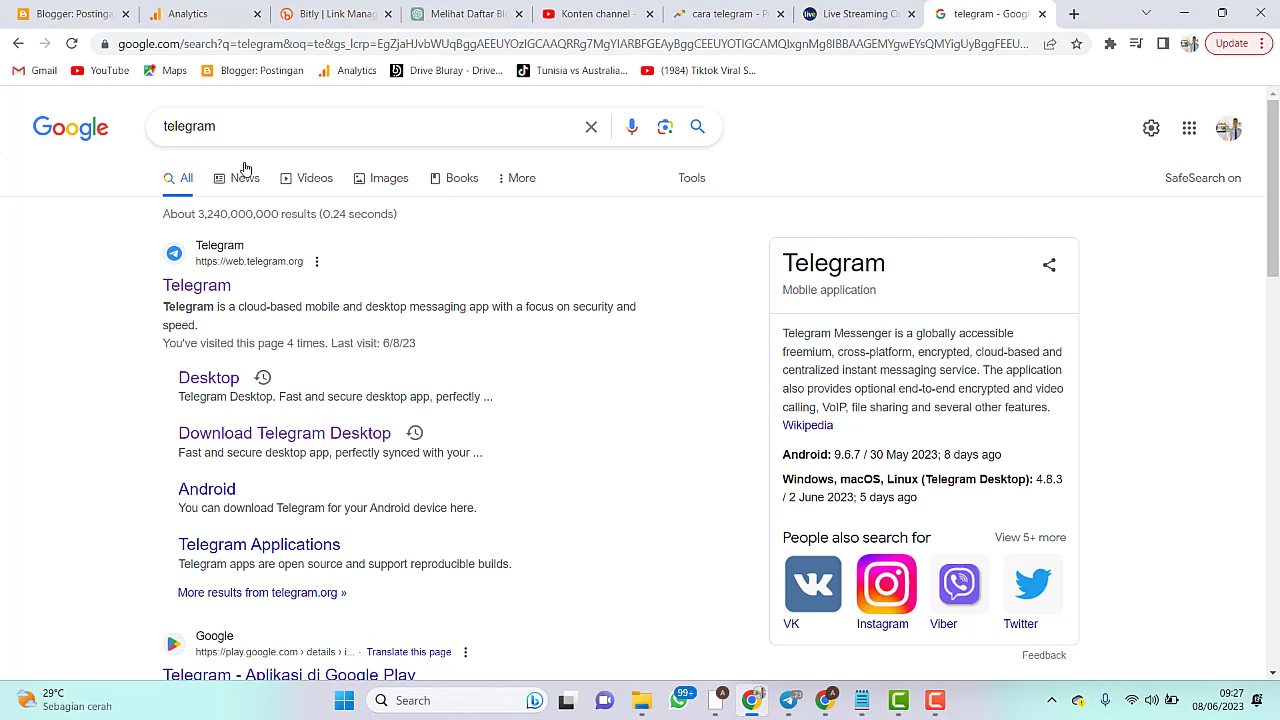 Blogger: Postingan
Analytics
Bitly | Link Manag
Melihat Daftar Blo
Konten channel -
cara streaming - Pe
Live Streaming Ou
telegram - Google
google.com/search?q=telegram&oq=te&gs_lcrp=EgZjaHJvbWUqBggAEEUYOzIGCAAQRRg7MgYIARBFGEAyBggCEEUYOTIGCAMQIxgnMg8IBBAAGEMYgwEYsQMYigUyBggFEEU...
Update
Gmail
YouTube
Maps
Blogger: Postingan
Analytics
Drive Bluray - Drive...
Tunisia vs Australia...
(1984) Tiktok Viral S...
Google
telegram
All
News
Videos
Images
Books
More
Tools
SafeSearch on
About 3,240,000,000 results (0.24 seconds)
Telegram
https://web.telegram.org
Telegram
Telegram is a cloud-based mobile and desktop messaging app with a focus on security and
speed.
You've visited this page 4 times. Last visit: 6/8/23
Desktop
Telegram Desktop. Fast and secure desktop app, perfectly ...
Download Telegram Desktop
Fast and secure desktop app, perfectly synced with your ...
Android
You can download Telegram for your Android device here.
Telegram Applications
Telegram apps are open source and support reproducible builds.
More results from telegram.org »
Google
https://play.google.com › details › i... · Translate this page
Telegram - Aplikasi di Google Play
Telegram
Mobile application
Telegram Messenger is a globally accessible
freemium, cross-platform, encrypted, cloud-based and
centralized instant messaging service. The application
also provides optional end-to-end encrypted and video
calling, VoIP, file sharing and several other features.
Wikipedia
Android: 9.6.7 / 30 May 2023; 8 days ago
Windows, macOS, Linux (Telegram Desktop): 4.8.3
/ 2 June 2023; 5 days ago
People also search for
View 5+ more
VK
Instagram
Viber
Twitter
Feedback
29°C
Sebagian cerah
Search
99+
A
23
A
09:27
08/06/2023